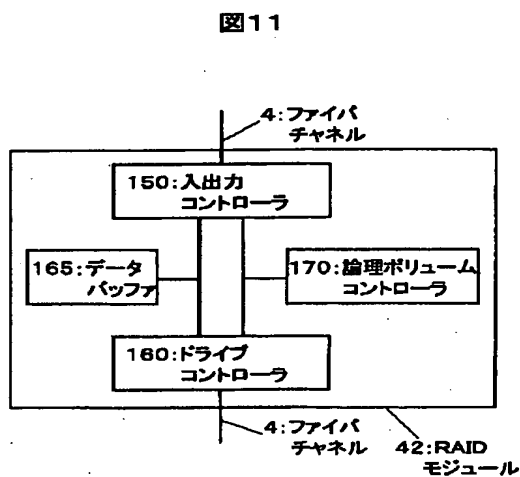 図11
4:ファイバ
チャネル
150:入出力
コントローラ
165:データ
バッファ
170:論理ボリューム
コントローラ
160:ドライブ
コントローラ
4:ファイバ
チャネル
42:RAID
モジュール